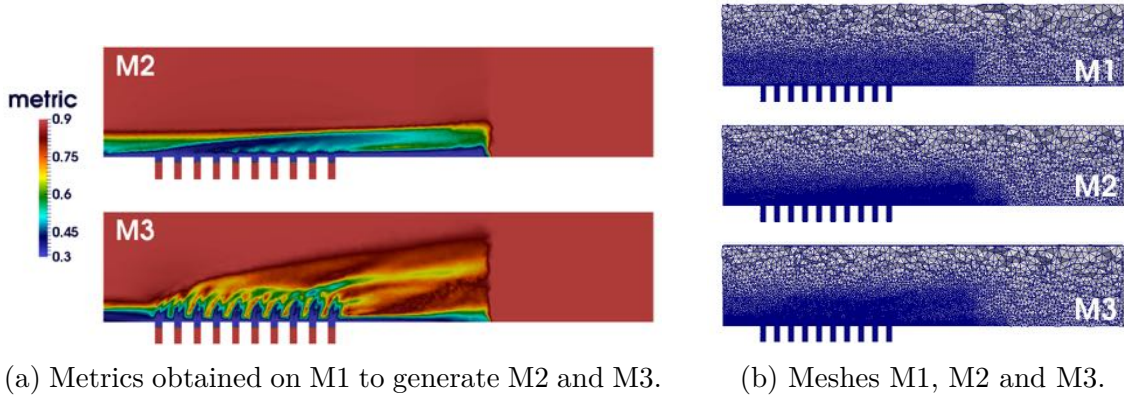 M2
metric
0.9
0.75
0.6
0.45
0.3
M3
M1
M2
M3
(a) Metrics obtained on M1 to generate M2 and M3.
(b) Meshes M1, M2 and M3.